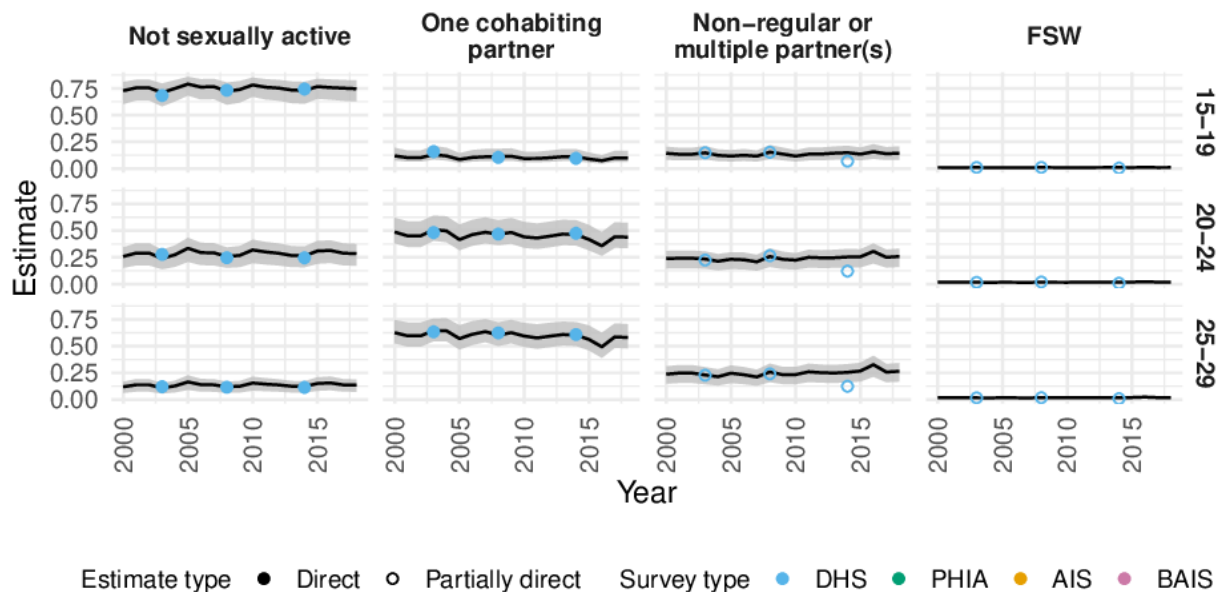 Not sexually active
One cohabiting
partner
Non−regular or
multiple partner(s)
FSW
Estimate
0.75
0.50
0.25
0.00
15−19
0.75
0.50
0.25
0.00
20−24
0.75
0.50
0.25
0.00
25−29
2000 2005 2010 2015 2000 2005 2010 2015 2000 2005 2010 2015 2000 2005 2010 2015
Year
Estimate type Direct Partially direct Survey type DHS PHIA AIS BAIS